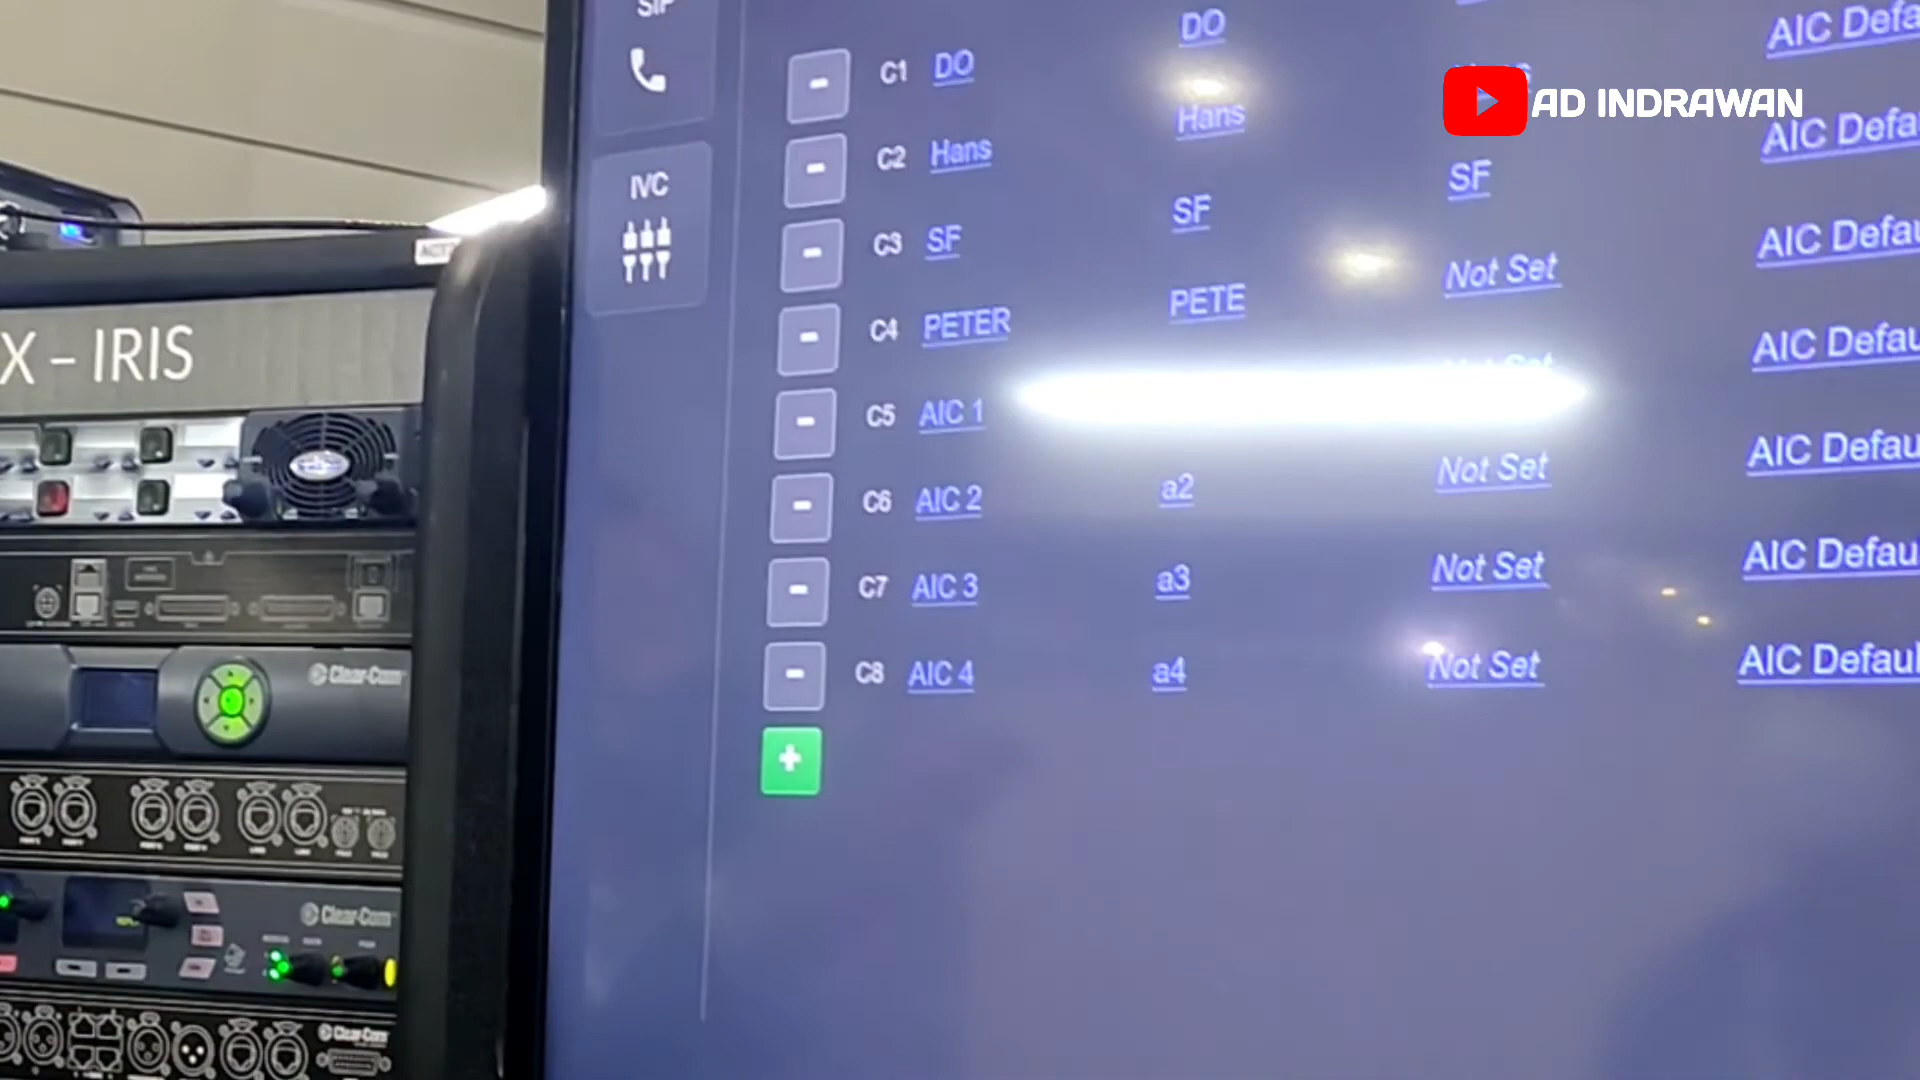 SIP
IVC
C1 DO DO AIC Defa
C2 Hans Hans AIC Defa
C3 SF SF SF AIC Defau
C4 PETER PETE Not Set AIC Defau
C5 AIC 1 Not Set AIC Defau
C6 AIC 2 a2 Not Set AIC Defau
C7 AIC 3 a3 Not Set AIC Defaul
C8 AIC 4 a4 Not Set
AD INDRAWAN
X – IRIS
Clear-Com
Clear-Com
Clear-Com